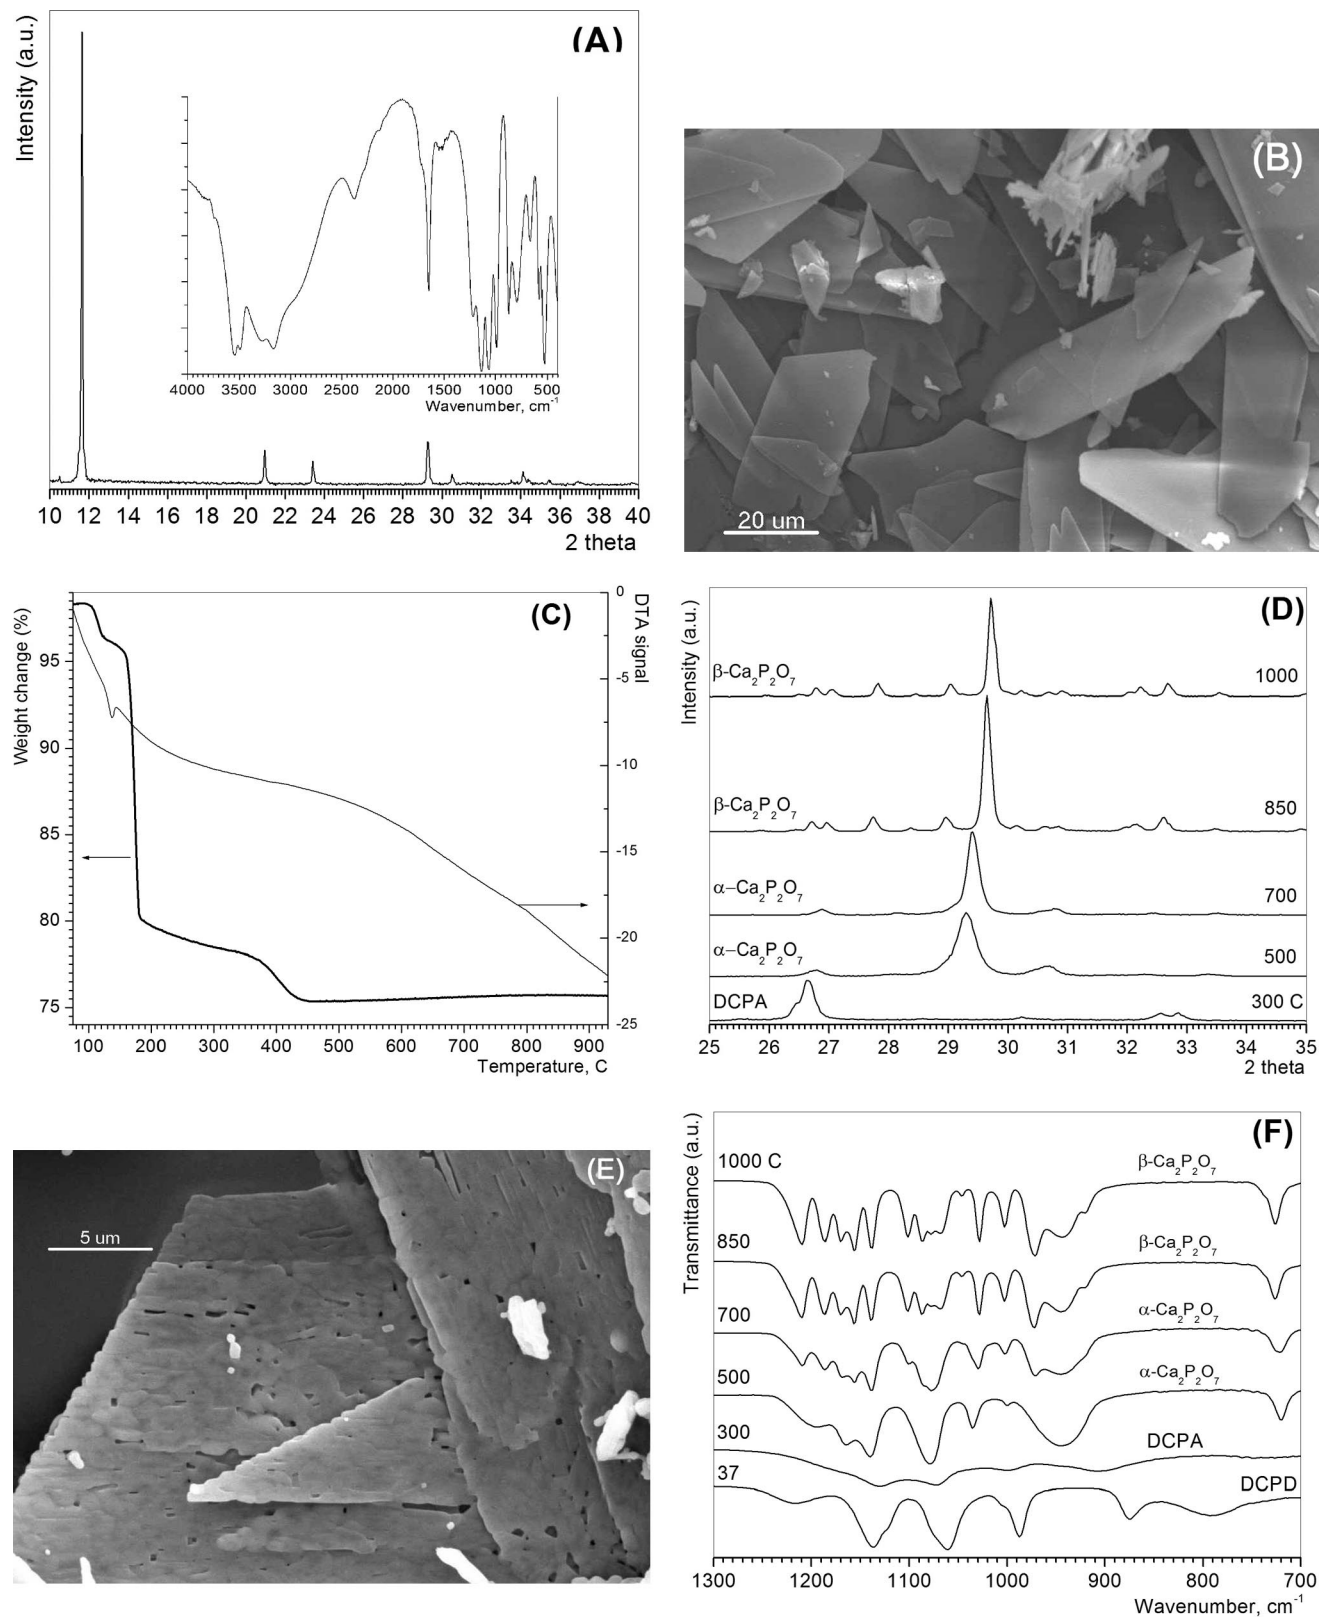 (A)
Intensity (a.u.)
4000 3500 3000 2500 2000 1500 1000 500
Wavenumber, cm⁻¹
10 12 14 16 18 20 22 24 26 28 30 32 34 36 38 40
2 theta
(B)
20 um
(C)
Weight change (%)
DTA signal
95
90
85
80
75
0
-5
-10
-15
-20
-25
100 200 300 400 500 600 700 800 900
Temperature, C
(D)
Intensity (a.u.)
β-Ca₂P₂O₇ 1000
β-Ca₂P₂O₇ 850
α–Ca₂P₂O₇ 700
α–Ca₂P₂O₇ 500
DCPA 300 C
25 26 27 28 29 30 31 32 33 34 35
2 theta
(E)
5 um
(F)
Transmittance (a.u.)
1000 C β-Ca₂P₂O₇
850 β-Ca₂P₂O₇
700 α-Ca₂P₂O₇
500 α-Ca₂P₂O₇
300 DCPA
37 DCPD
1300 1200 1100 1000 900 800 700
Wavenumber, cm⁻¹